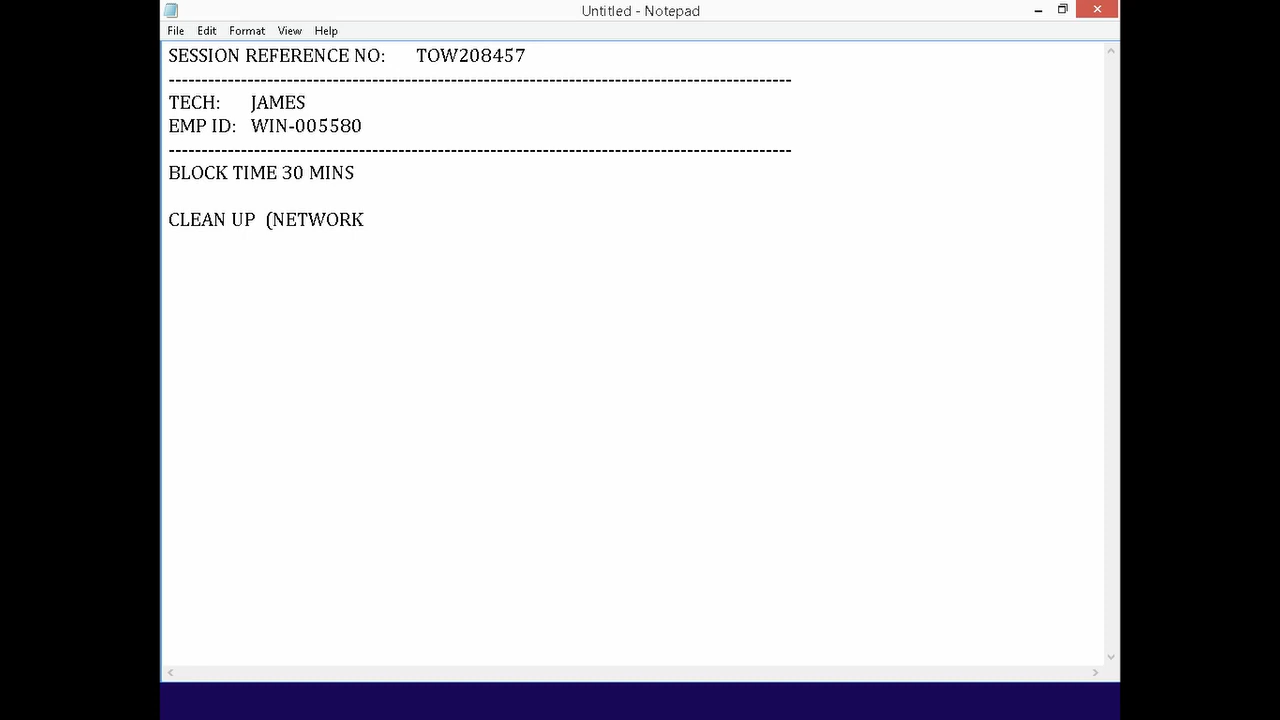 Untitled - Notepad
File Edit Format View Help
SESSION REFERENCE NO: TOW208457
-----------------------------------------------------------------------------------------------
TECH: JAMES
EMP ID: WIN-005580
-----------------------------------------------------------------------------------------------
BLOCK TIME 30 MINS
CLEAN UP (NETWORK